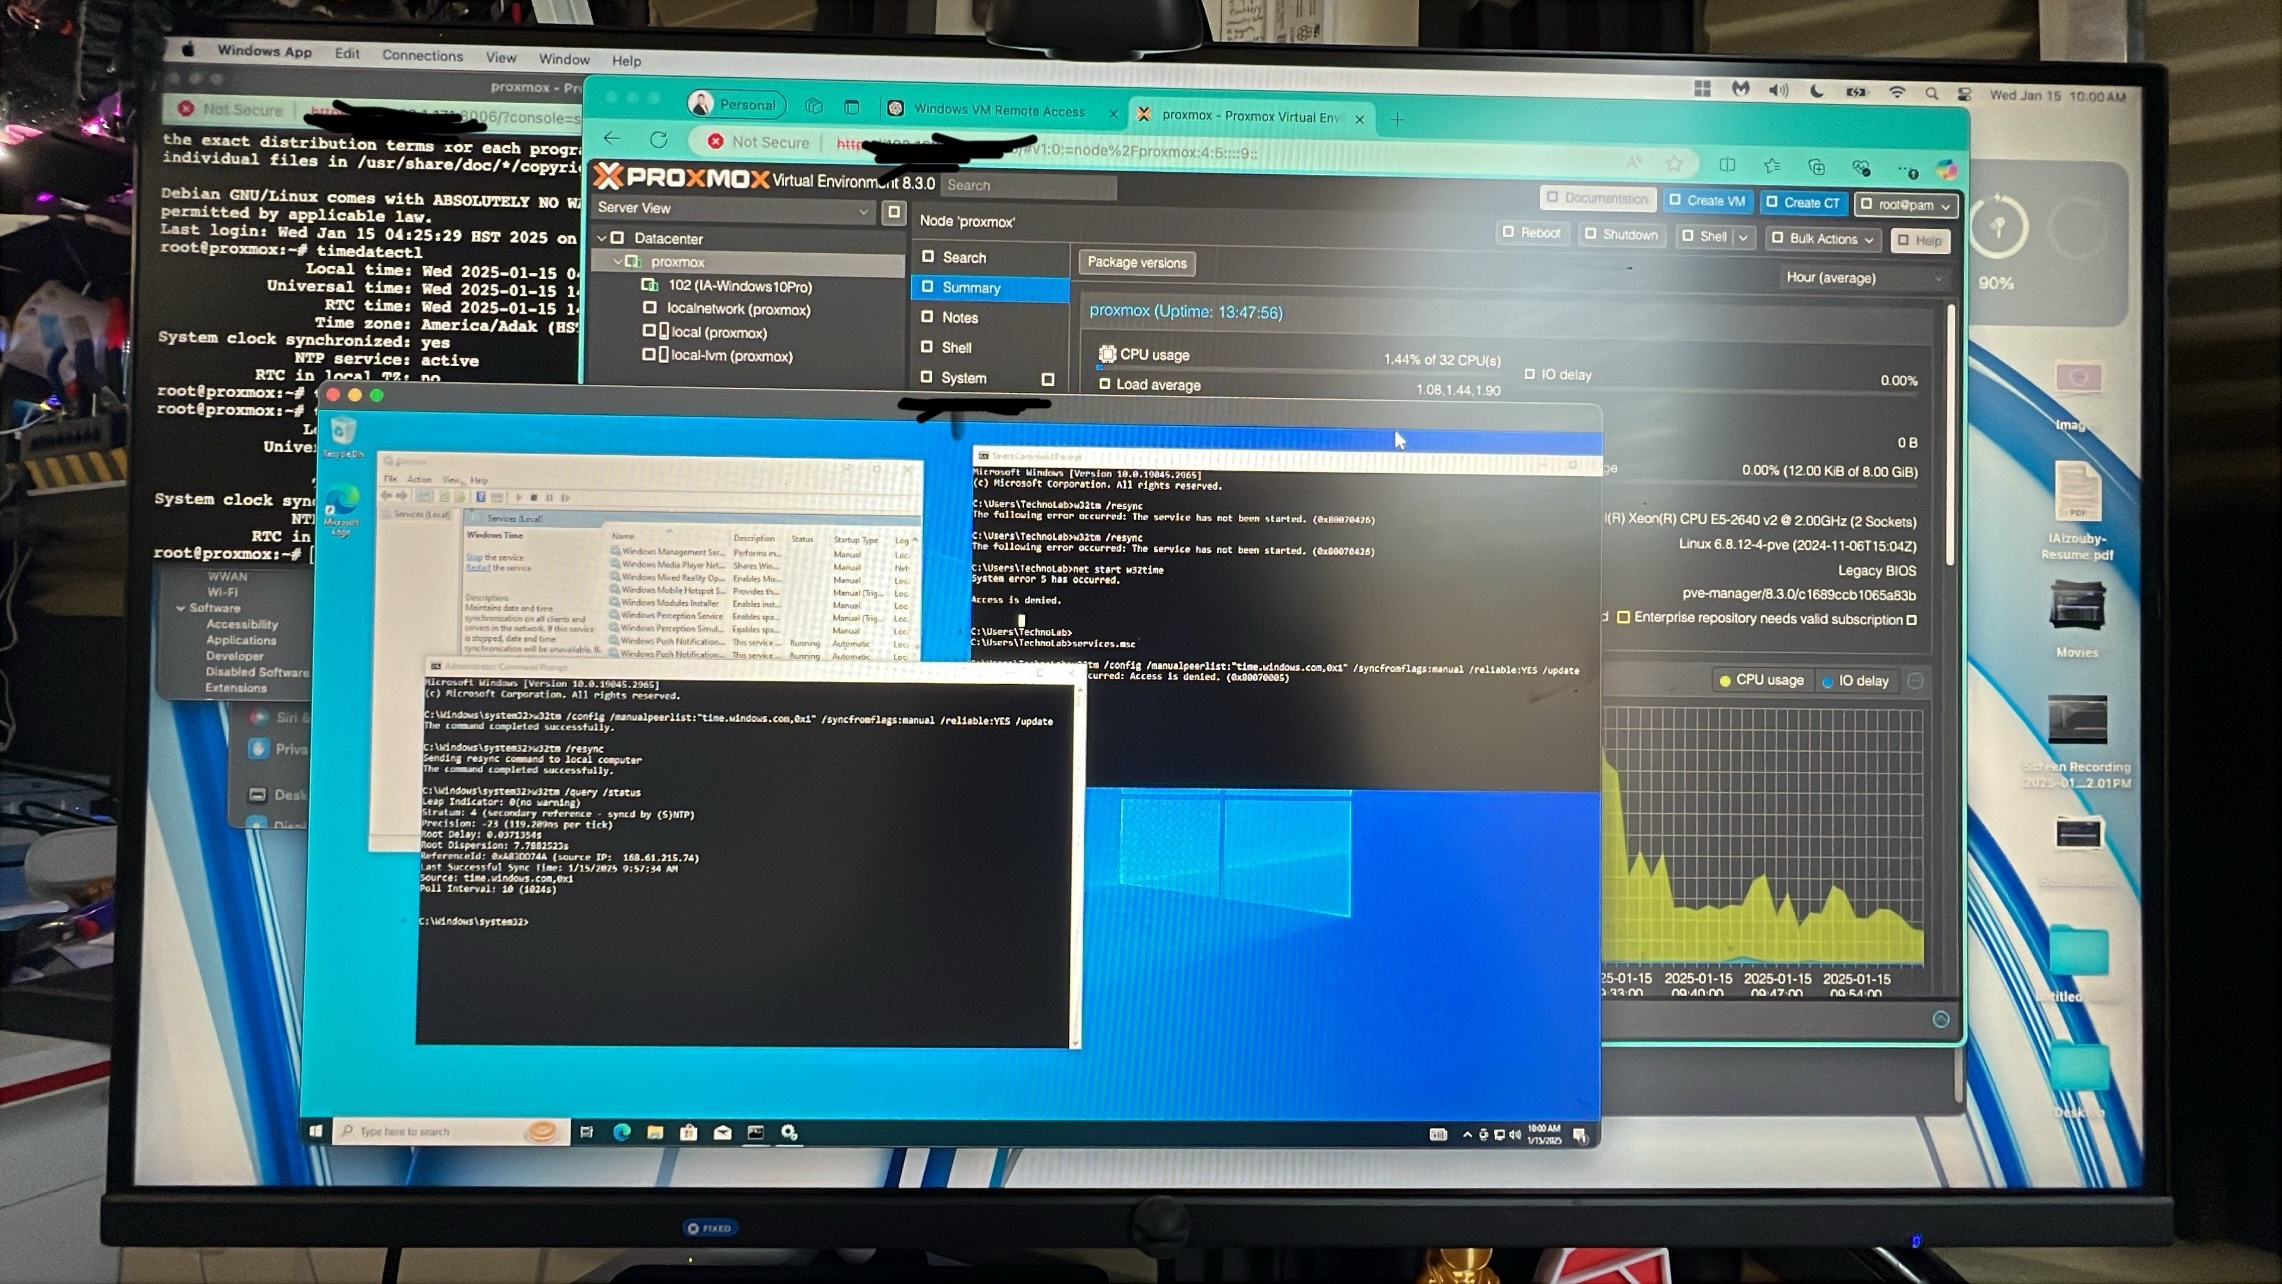 Windows App Edit Connections View Window Help
Wed Jan 15 10:00 AM
proxmox - Pr
Not Secure
8006/?console=s
the exact distribution terms for each progr
individual files in /usr/share/doc/*/copyri
Debian GNU/Linux comes with ABSOLUTELY NO WA
permitted by applicable law.
Last login: Wed Jan 15 04:25:29 HST 2025 on
root@proxmox:~# timedatectl
Local time: Wed 2025-01-15 0
Universal time: Wed 2025-01-15 1
RTC time: Wed 2025-01-15 1
Time zone: America/Adak (HS
System clock synchronized: yes
NTP service: active
RTC in local TZ: no
root@proxmox:~#
root@proxmox:~#
Unive
System clock syn
NT
RTC in
root@proxmox:~#
WWAN
Wi-Fi
Software
Accessibility
Applications
Developer
Disabled Software
Extensions
Siri &
Priva
Desk
Displ
Personal
Windows VM Remote Access
proxmox - Proxmox Virtual Envi
Not Secure
#v1:0:=node%2Fproxmox:4:5::::9::
PROXMOX Virtual Environment 8.3.0
Search
Documentation
Create VM
Create CT
root@pam
Server View
Node 'proxmox'
Reboot
Shutdown
Shell
Bulk Actions
Help
Datacenter
proxmox
102 (IA-Windows10Pro)
localnetwork (proxmox)
local (proxmox)
local-lvm (proxmox)
Search
Summary
Notes
Shell
System
Package versions
Hour (average)
proxmox (Uptime: 13:47:56)
CPU usage
1.44% of 32 CPU(s)
IO delay
0.00%
Load average
1.08,1.44,1.90
0 B
0.00% (12.00 KiB of 8.00 GiB)
(R) Xeon(R) CPU E5-2640 v2 @ 2.00GHz (2 Sockets)
Linux 6.8.12-4-pve (2024-11-06T15:04Z)
Legacy BIOS
pve-manager/8.3.0/c1689ccb1065a83b
Enterprise repository needs valid subscription
CPU usage
IO delay
25-01-15 2025-01-15 2025-01-15 2025-01-15
:33:00 09:40:00 09:47:00 09:54:00
90%
Imag
PDF
IAlzouby-
Resume.pdf
Movies
Screen Recording
2025-01...2.01PM
Desktop
Recycle Bin
Microsoft
Edge
File Action View Help
Services (Local)
Services (Local)
Windows Time
Stop the service
Restart the service
Description:
Maintains date and time
synchronization on all clients and
servers in the network. If this service
is stopped, date and time
synchronization will be unavailable. If
Name Description Status Startup Type Log
Windows Management Ser... Performs m... Manual Loc
Windows Media Player Net... Shares Win... Manual Net
Windows Mixed Reality Op... Enables Mix... Manual Loc
Windows Mobile Hotspot S... Provides th... Manual (Trig... Loc
Windows Modules Installer Enables inst... Manual Loc
Windows Perception Service Enables spa... Manual (Trig... Loc
Windows Perception Simul... Enables spa... Manual Loc
Windows Push Notification... This service ... Running Automatic Loc
Windows Push Notification... This service ... Running Automatic Loc
Select Command Prompt
Microsoft Windows [Version 10.0.19045.2965]
(c) Microsoft Corporation. All rights reserved.
C:\Users\TechnoLab>w32tm /resync
The following error occurred: The service has not been started. (0x80070426)
C:\Users\TechnoLab>w32tm /resync
The following error occurred: The service has not been started. (0x80070426)
C:\Users\TechnoLab>net start w32time
System error 5 has occurred.
Access is denied.
C:\Users\TechnoLab>
C:\Users\TechnoLab>services.msc
tm /config /manualpeerlist:"time.windows.com,0x1" /syncfromflags:manual /reliable:YES /update
curred: Access is denied. (0x80070005)
Administrator: Command Prompt
Microsoft Windows [Version 10.0.19045.2965]
(c) Microsoft Corporation. All rights reserved.
C:\Windows\system32>w32tm /config /manualpeerlist:"time.windows.com,0x1" /syncfromflags:manual /reliable:YES /update
The command completed successfully.
C:\Windows\system32>w32tm /resync
Sending resync command to local computer
The command completed successfully.
C:\Windows\system32>w32tm /query /status
Leap Indicator: 0(no warning)
Stratum: 4 (secondary reference - syncd by (S)NTP)
Precision: -23 (119.209ns per tick)
Root Delay: 0.0371354s
Root Dispersion: 7.7882523s
ReferenceId: 0xA83DD74A (source IP: 168.61.215.74)
Last Successful Sync Time: 1/15/2025 9:57:34 AM
Source: time.windows.com,0x1
Poll Interval: 10 (1024s)
C:\Windows\system32>
Type here to search
10:00 AM
1/15/2025
FIXED